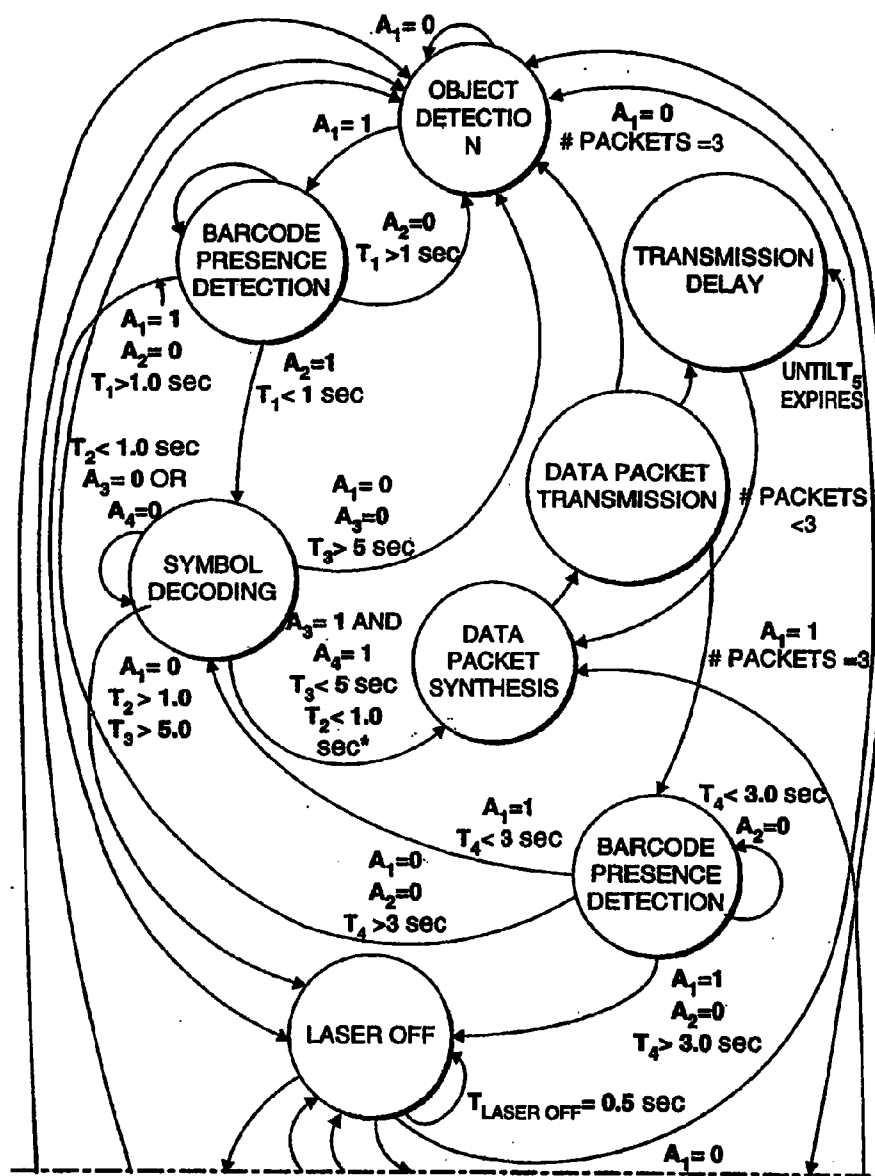 A1= 0
OBJECT
DETECTIO
N
A1= 1
A1= 0
# PACKETS =3
BARCODE
PRESENCE
DETECTION
A2=0
T1 >1 sec
TRANSMISSION
DELAY
A1= 1
A2= 0
T1>1.0 sec
A2=1
T1< 1 sec
UNTIL T5
EXPIRES
T2< 1.0 sec
A3= 0 OR
A4=0
A1= 0
A3=0
T3> 5 sec
DATA PACKET
TRANSMISSION
# PACKETS
<3
SYMBOL
DECODING
A3= 1 AND
A4= 1
T3< 5 sec
T2< 1.0
sec*
DATA
PACKET
SYNTHESIS
A1= 1
# PACKETS =3
A1= 0
T2 > 1.0
T3 > 5.0
A1=1
T4< 3 sec
T4< 3.0 sec
A2=0
BARCODE
PRESENCE
DETECTION
A1=0
A2=0
T4 >3 sec
A1=1
A2=0
T4> 3.0 sec
LASER OFF
TLASER OFF= 0.5 sec
A1= 0